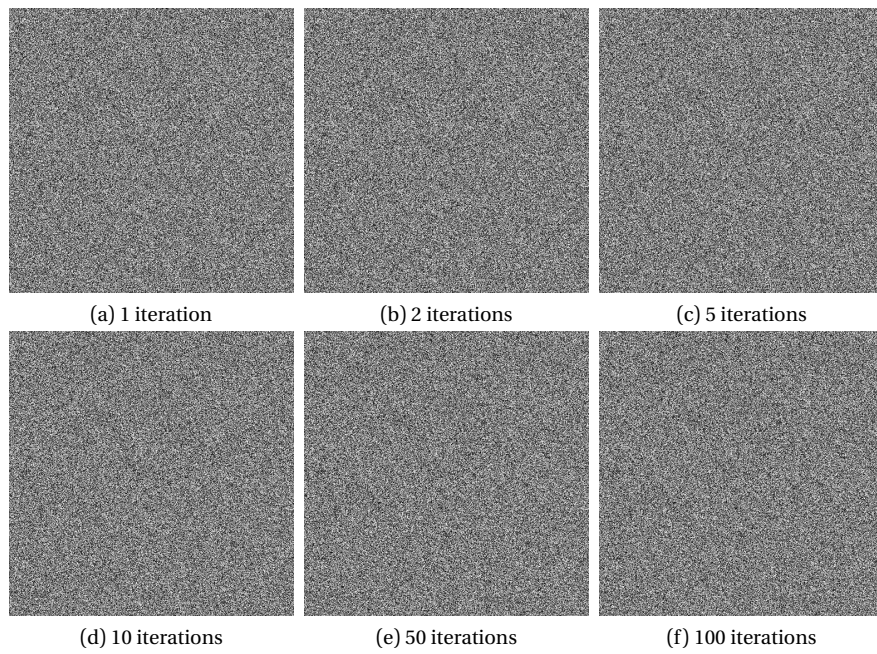 (a) 1 iteration
(b) 2 iterations
(c) 5 iterations
(d) 10 iterations
(e) 50 iterations
(f) 100 iterations